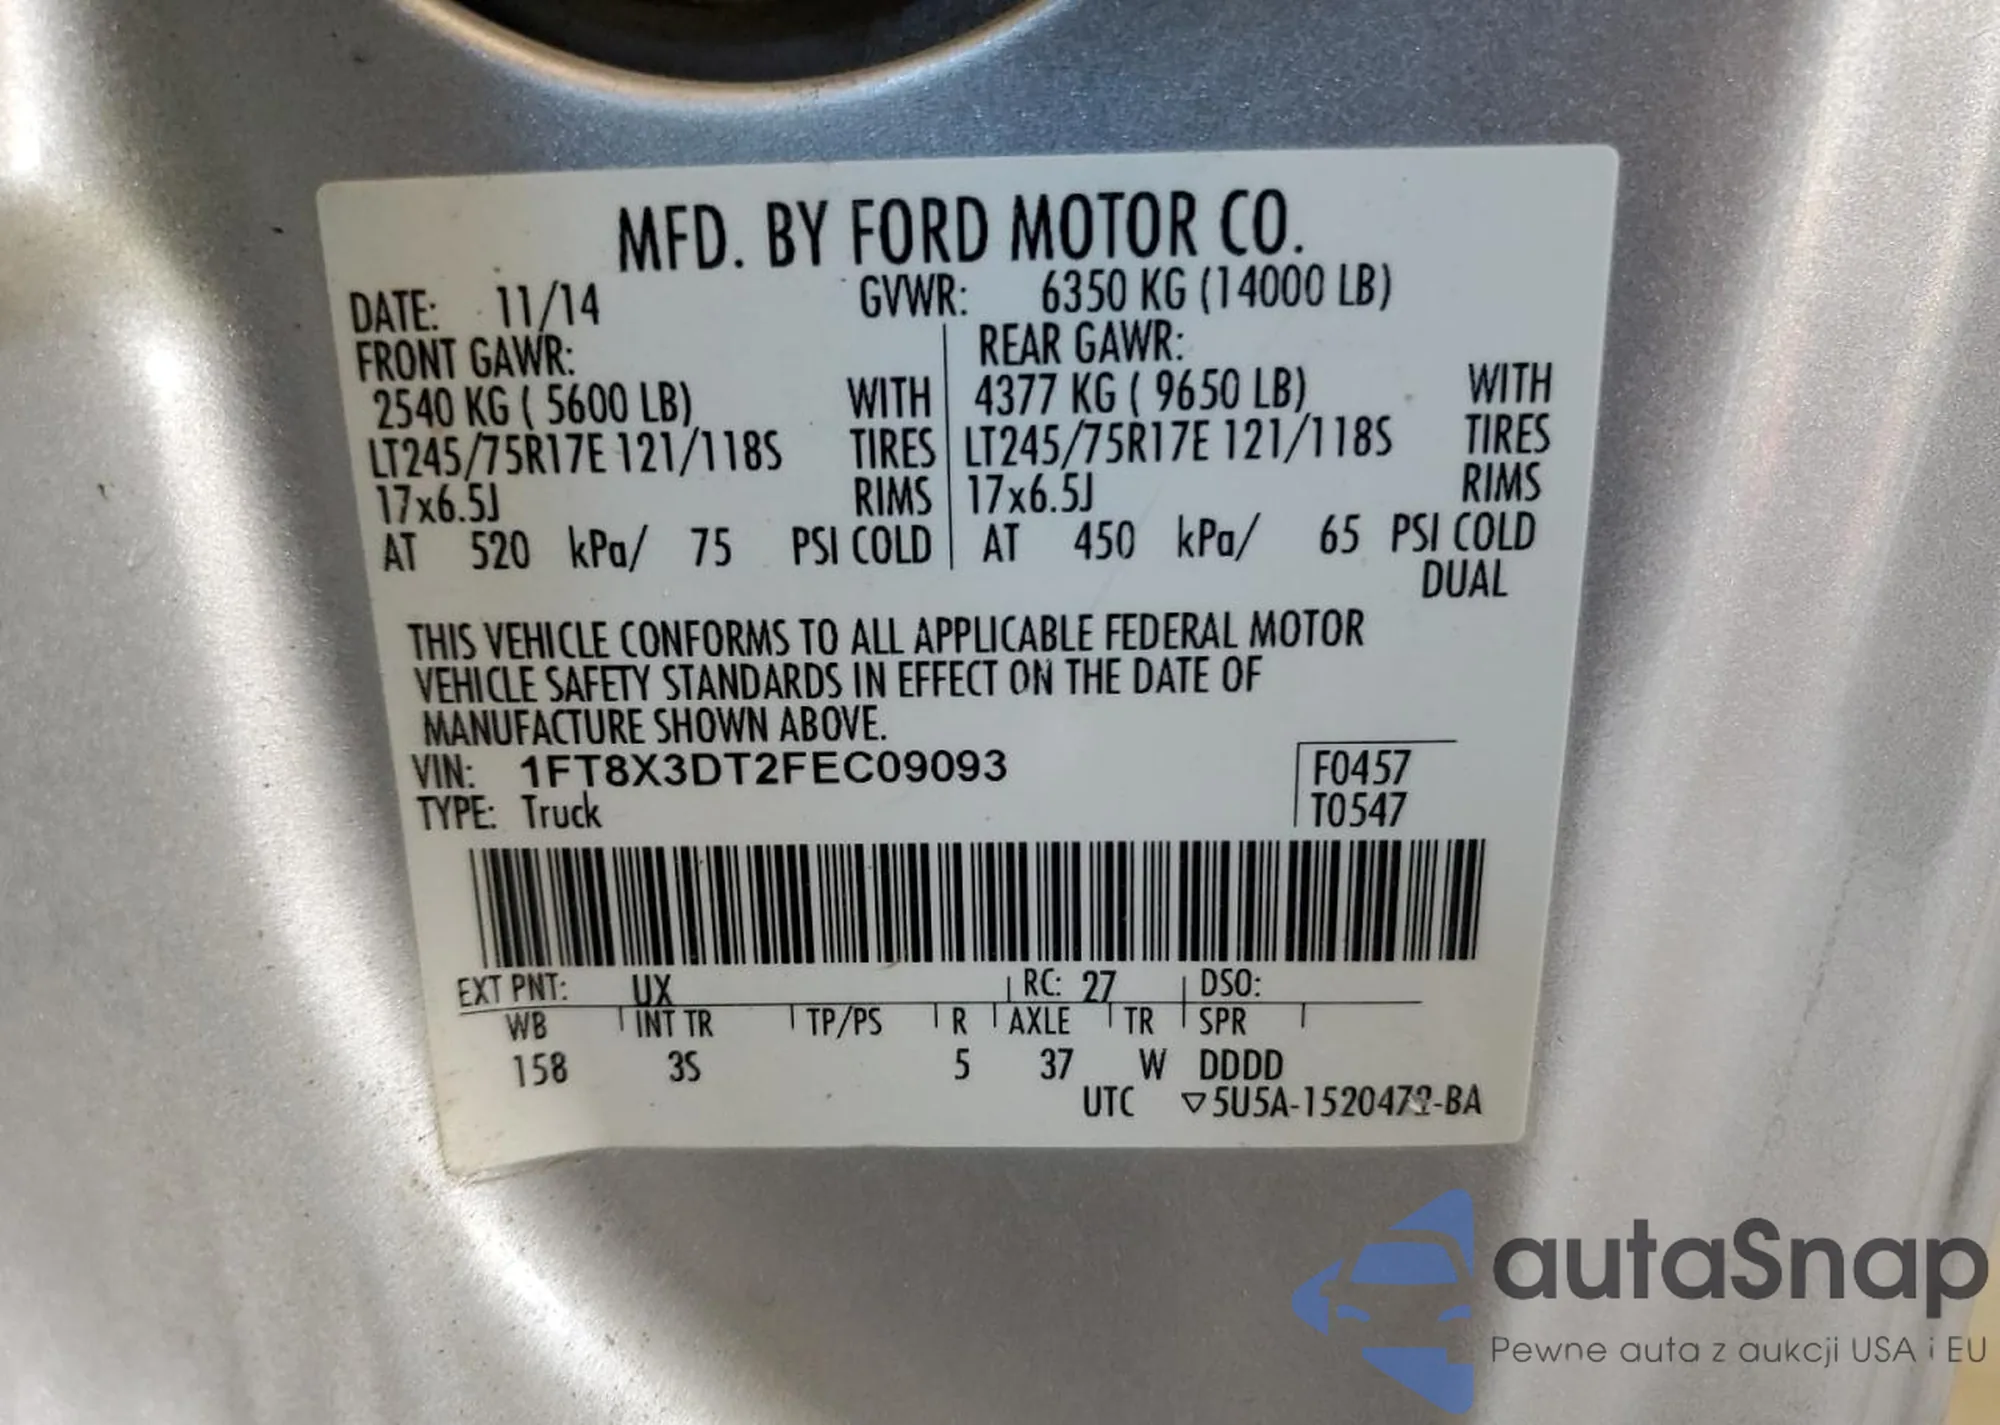 MFD. BY FORD MOTOR CO.
DATE: 11/14 GVWR: 6350 KG (14000 LB)
FRONT GAWR: REAR GAWR:
2540 KG ( 5600 LB) WITH 4377 KG ( 9650 LB) WITH
LT245/75R17E 121/118S TIRES LT245/75R17E 121/118S TIRES
17x6.5J RIMS 17x6.5J RIMS
AT 520 kPa/ 75 PSI COLD AT 450 kPa/ 65 PSI COLD
DUAL
THIS VEHICLE CONFORMS TO ALL APPLICABLE FEDERAL MOTOR
VEHICLE SAFETY STANDARDS IN EFFECT ON THE DATE OF
MANUFACTURE SHOWN ABOVE.
VIN: 1FT8X3DT2FEC09093 F0457
TYPE: Truck T0547
EXT PNT: UX RC: 27 DSO:
WB INT TR TP/PS R AXLE TR SPR
158 3S 5 37 W DDDD
UTC ▽5U5A-1520472-BA
autaSnap
Pewne auta z aukcji USA i EU